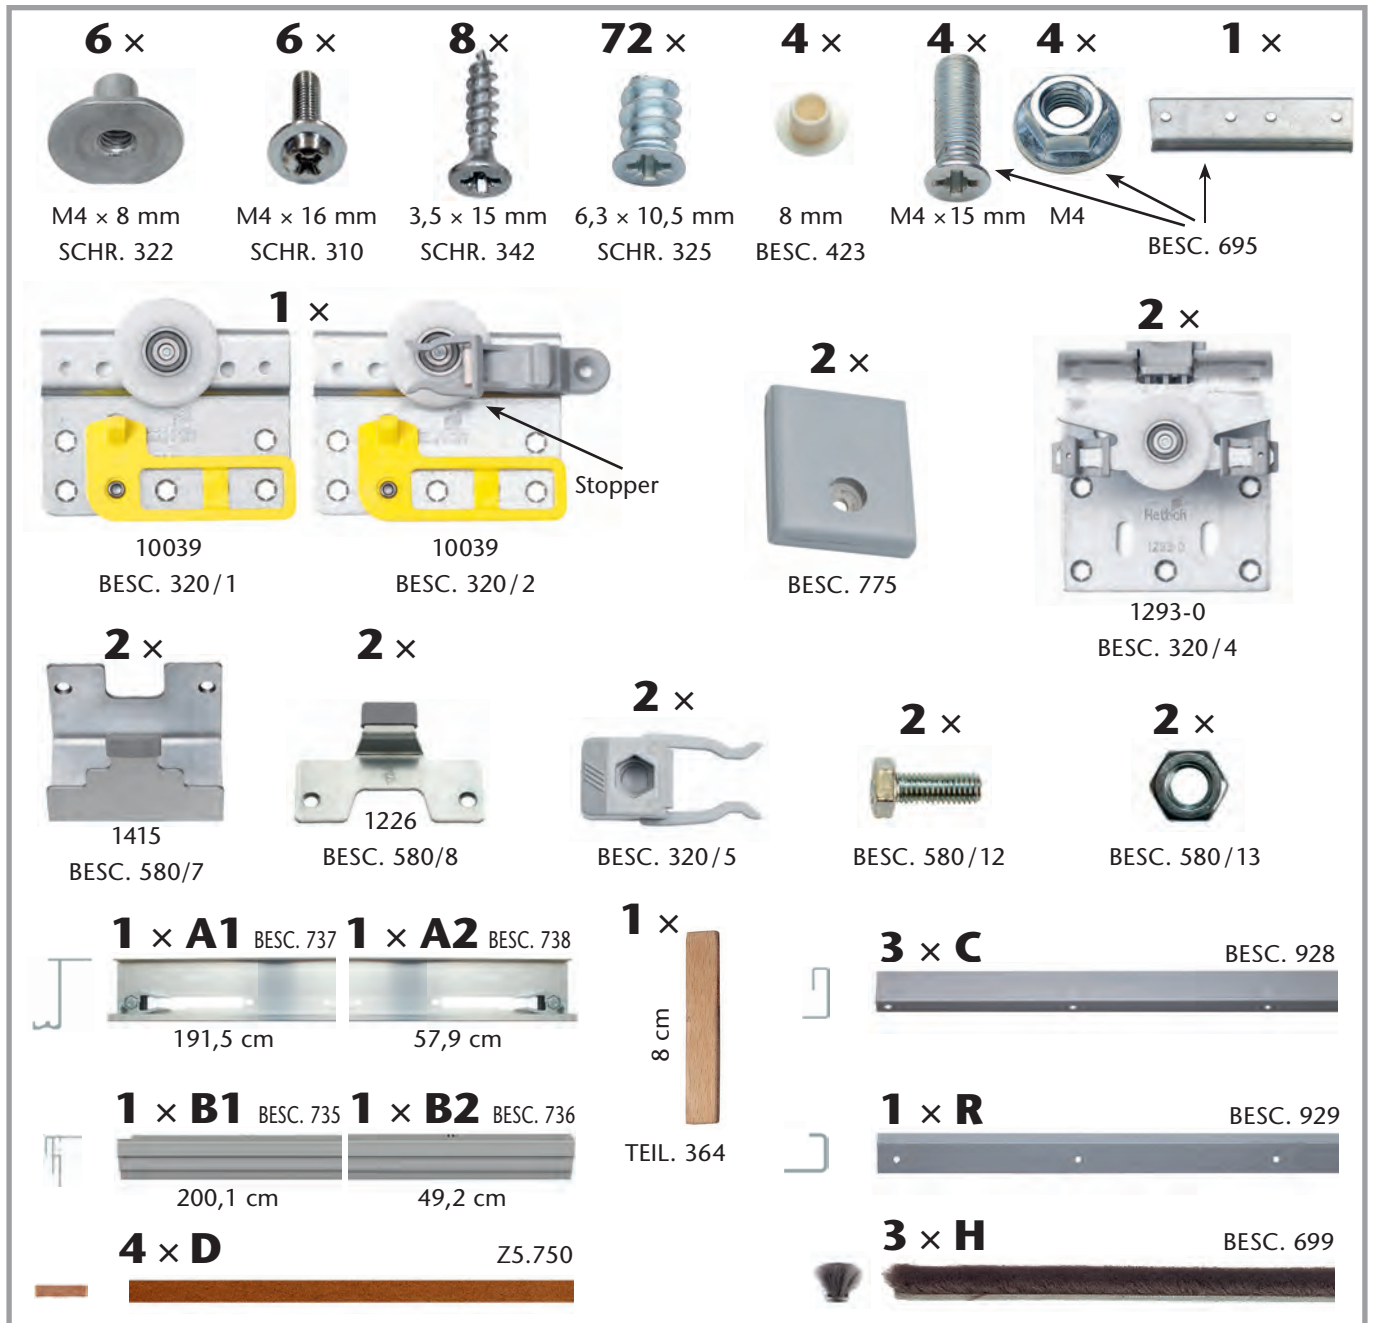 6 × 6 × 8 × 72 × 4 × 4 × 4 × 1 ×
M4 × 8 mm M4 × 16 mm 3,5 × 15 mm 6,3 × 10,5 mm 8 mm M4 × 15 mm M4
SCHR. 322 SCHR. 310 SCHR. 342 SCHR. 325 BESC. 423 BESC. 695
1 ×
2 ×
2 ×
Stopper
Hettich
1293-0
10039 10039
BESC. 320/1 BESC. 320/2 BESC. 775
1293-0
BESC. 320/4
2 × 2 × 2 × 2 × 2 ×
1415 1226
BESC. 580/7 BESC. 580/8 BESC. 320/5 BESC. 580/12 BESC. 580/13
1 × A1 BESC. 737 1 × A2 BESC. 738
191,5 cm 57,9 cm
1 ×
8 cm
TEIL. 364
3 × C BESC. 928
1 × B1 BESC. 735 1 × B2 BESC. 736
200,1 cm 49,2 cm
1 × R BESC. 929
4 × D Z5.750
3 × H BESC. 699